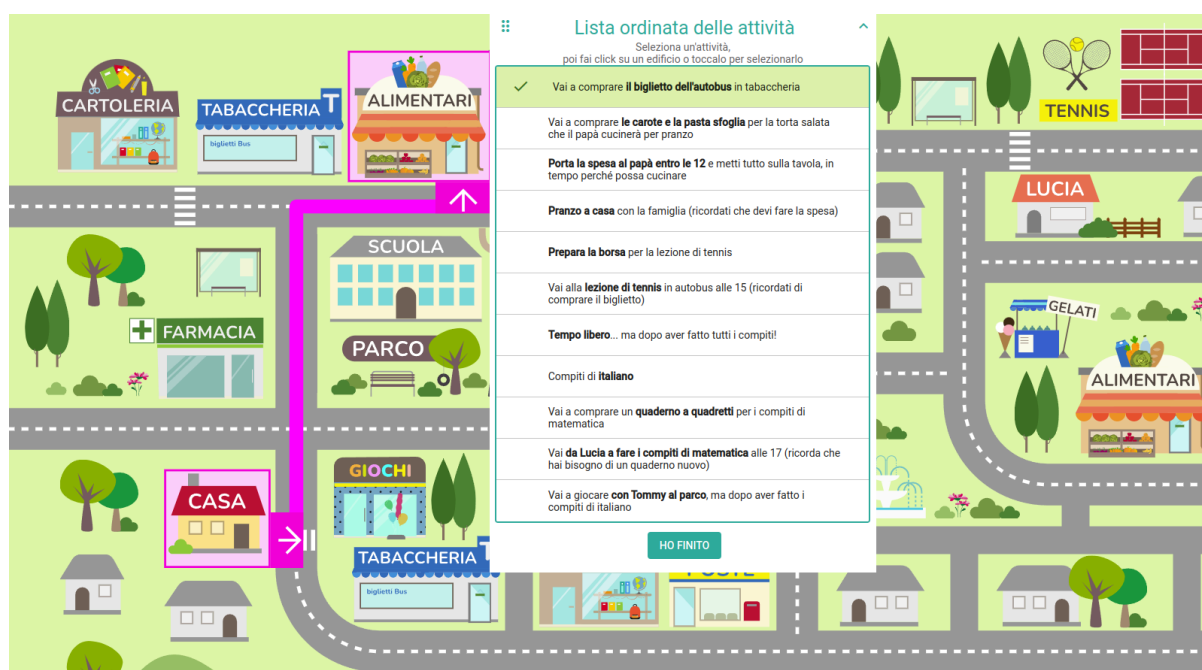 Lista ordinata delle attività
Seleziona un'attività,
poi fai click su un edificio o toccalo per selezionarlo
Vai a comprare il biglietto dell'autobus in tabaccheria
Vai a comprare le carote e la pasta sfoglia per la torta salata
che il papà cucinerà per pranzo
Porta la spesa al papà entro le 12 e metti tutto sulla tavola, in
tempo perché possa cucinare
Pranzo a casa con la famiglia (ricordati che devi fare la spesa)
Prepara la borsa per la lezione di tennis
Vai alla lezione di tennis in autobus alle 15 (ricordati di
comprare il biglietto)
Tempo libero... ma dopo aver fatto tutti i compiti!
Compiti di italiano
Vai a comprare un quaderno a quadretti per i compiti di
matematica
Vai da Lucia a fare i compiti di matematica alle 17 (ricorda che
hai bisogno di un quaderno nuovo)
Vai a giocare con Tommy al parco, ma dopo aver fatto i
compiti di italiano
HO FINITO
CARTOLERIA
TABACCHERIA T
biglietti Bus
ALIMENTARI
TENNIS
LUCIA
SCUOLA
FARMACIA
PARCO
GELATI
ALIMENTARI
CASA
GIOCHI
TABACCHERIA T
biglietti Bus
POSTE